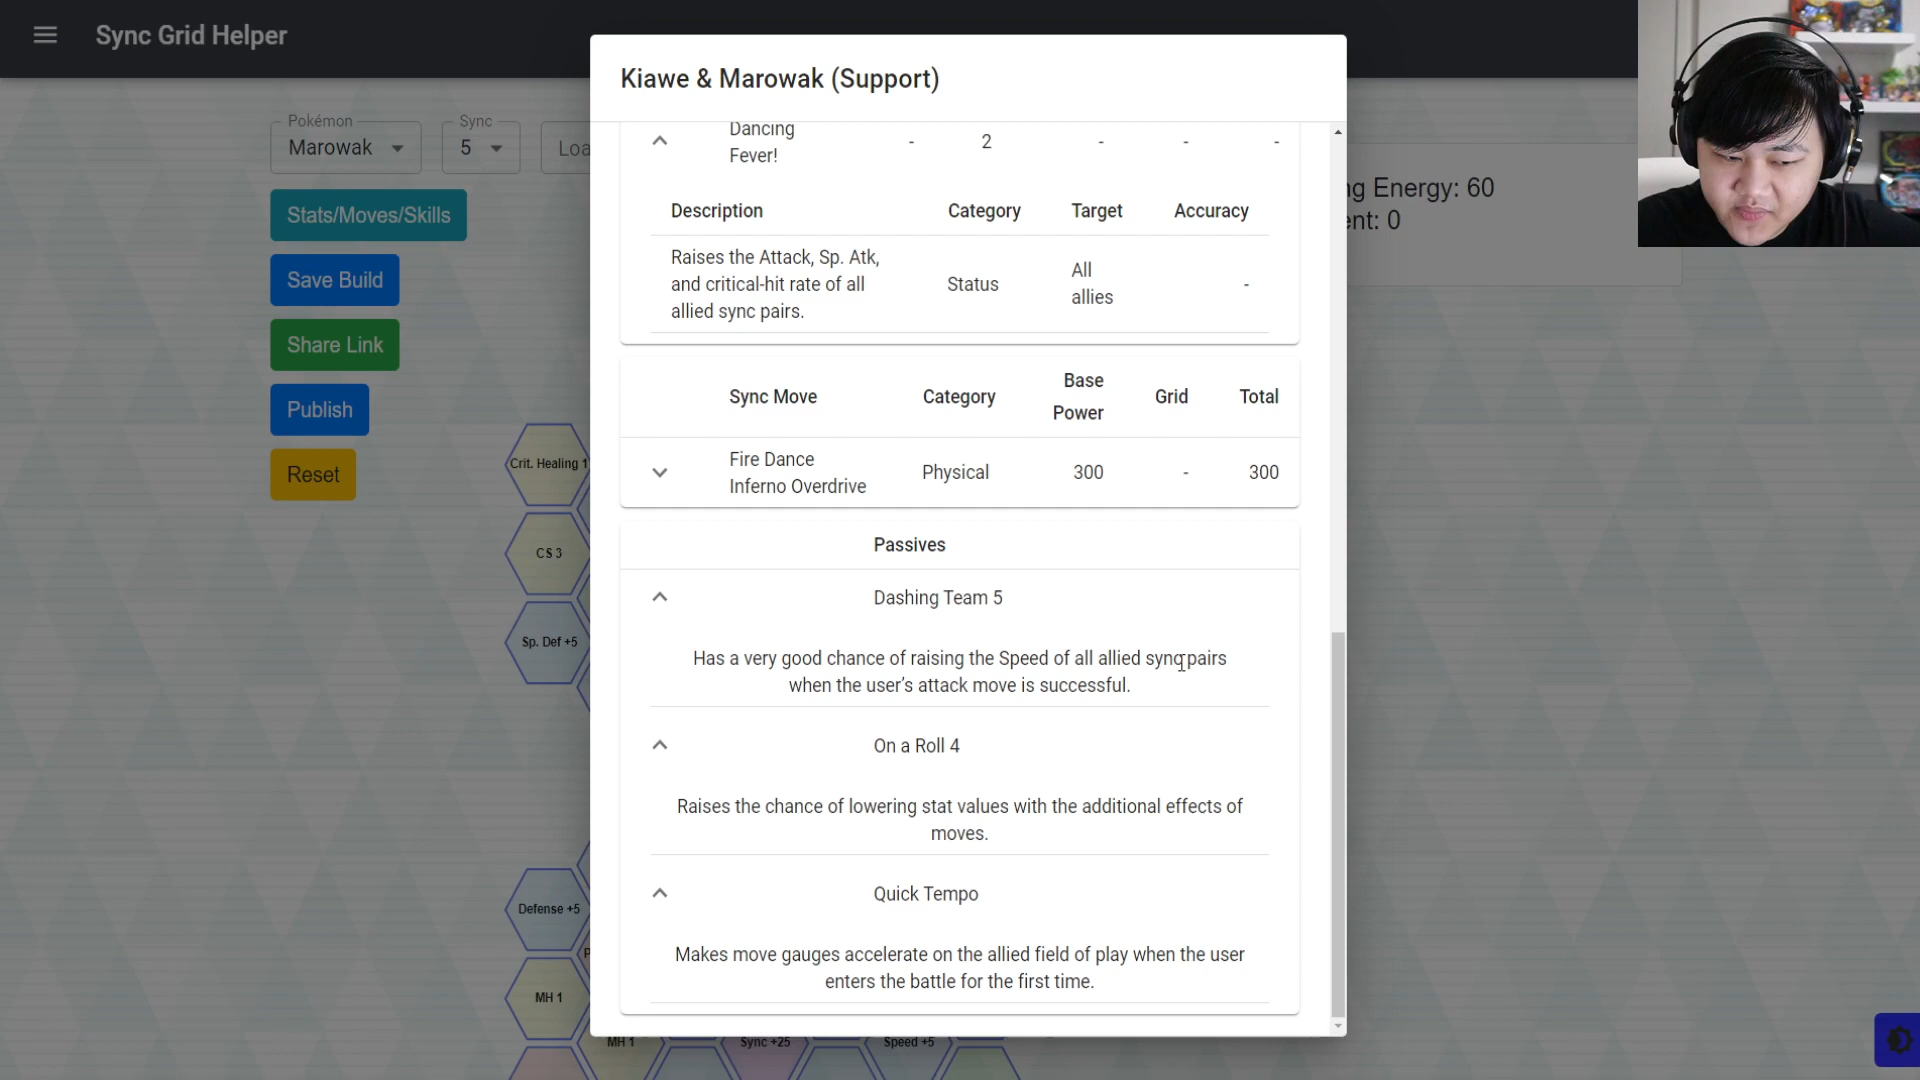 Sync Grid Helper
Pokémon
Marowak
Sync
5
Loa
Stats/Moves/Skills
Save Build
Share Link
Publish
Reset
Crit. Healing 1
CS 3
Sp. Def +5
Defense +5
MH 1
MH 1
Sync +25
Speed +5
ng Energy: 60
ent: 0
Kiawe & Marowak (Support)
Dancing
Fever!
- 2 - - -
Description Category Target Accuracy
Raises the Attack, Sp. Atk,
and critical-hit rate of all
allied sync pairs.
Status
All
allies
-
Sync Move Category Base
Power Grid Total
Fire Dance
Inferno Overdrive
Physical 300 - 300
Passives
Dashing Team 5
Has a very good chance of raising the Speed of all allied sync pairs
when the user’s attack move is successful.
On a Roll 4
Raises the chance of lowering stat values with the additional effects of
moves.
Quick Tempo
Makes move gauges accelerate on the allied field of play when the user
enters the battle for the first time.